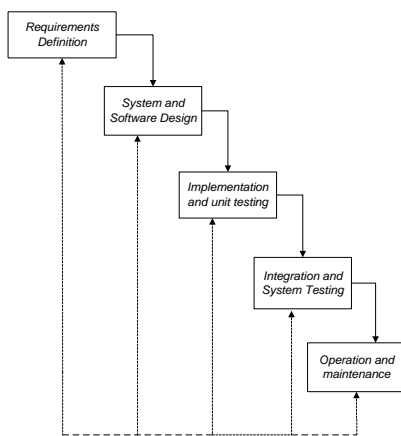 Requirements
Definition
System and
Software Design
Implementation
and unit testing
Integration and
System Testing
Operation and
maintenance